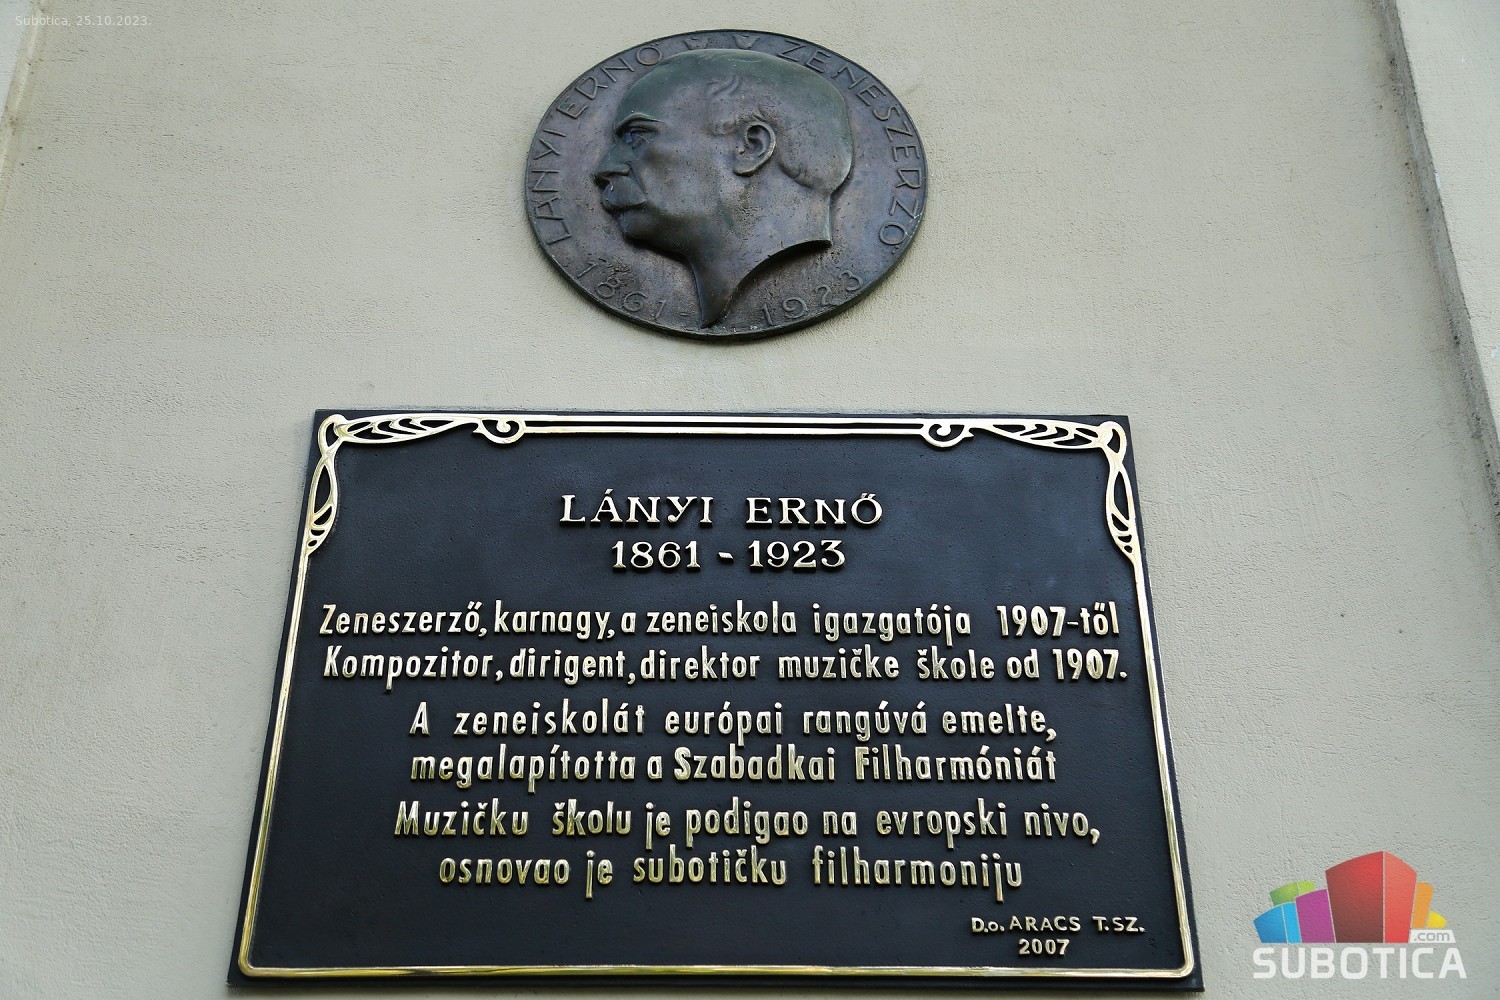 Subotica, 25.10.2023.
LÁNYI ERNŐ ZENESZERZŐ
1861 - 1923
LÁNYI ERNŐ
1861 - 1923
Zeneszerző, karnagy, a zeneiskola igazgatója 1907-től
Kompozitor, dirigent, direktor muzičke škole od 1907.
A zeneiskolát európai rangúvá emelte,
megalapította a Szabadkai Filharmóniát
Muzičku školu je podigao na evropski nivo,
osnovao je subotičku filharmoniju
D.o. ARACS T.SZ.
2007
.com
SUBOTICA